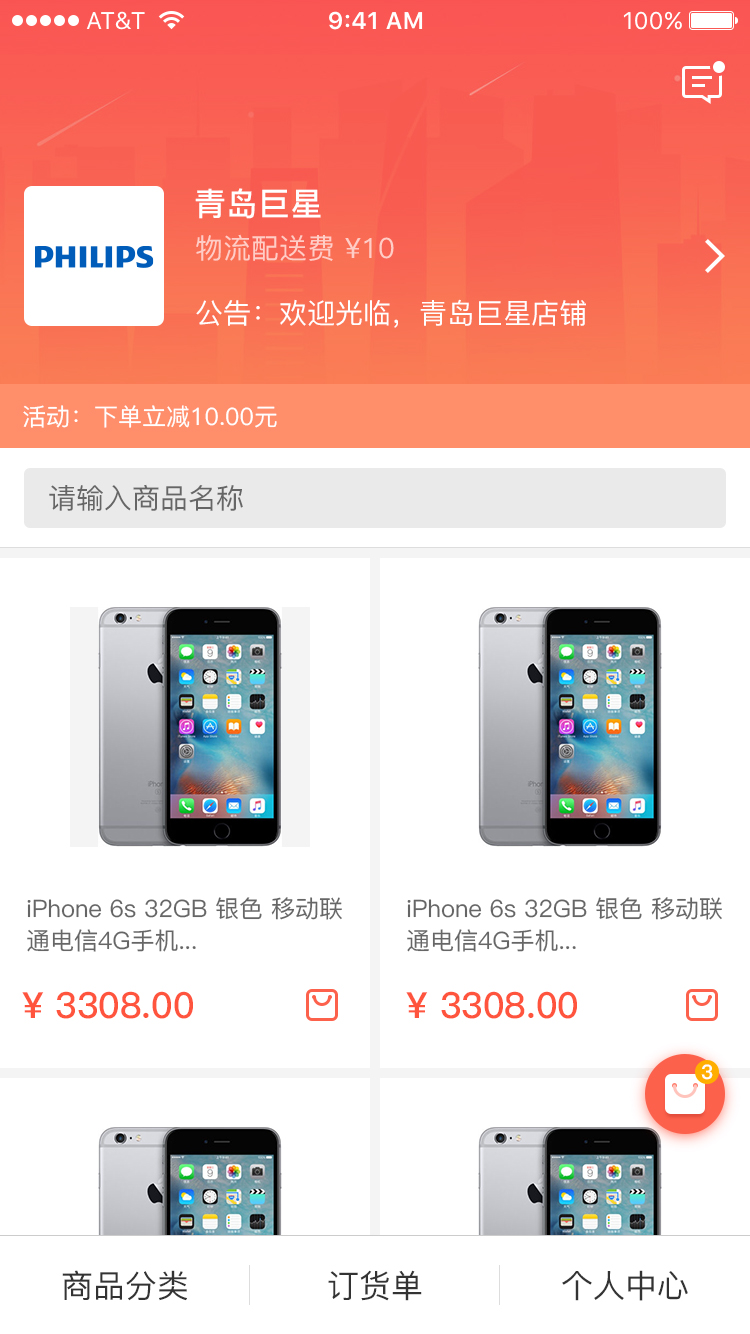 AT&T 9:41 AM 100%
青岛巨星
物流配送费 ¥10
PHILIPS
公告：欢迎光临，青岛巨星店铺
活动：下单立减10.00元
请输入商品名称
iPhone 6s 32GB 银色 移动联
通电信4G手机...
¥ 3308.00
iPhone 6s 32GB 银色 移动联
通电信4G手机...
¥ 3308.00
3
商品分类
订货单
个人中心